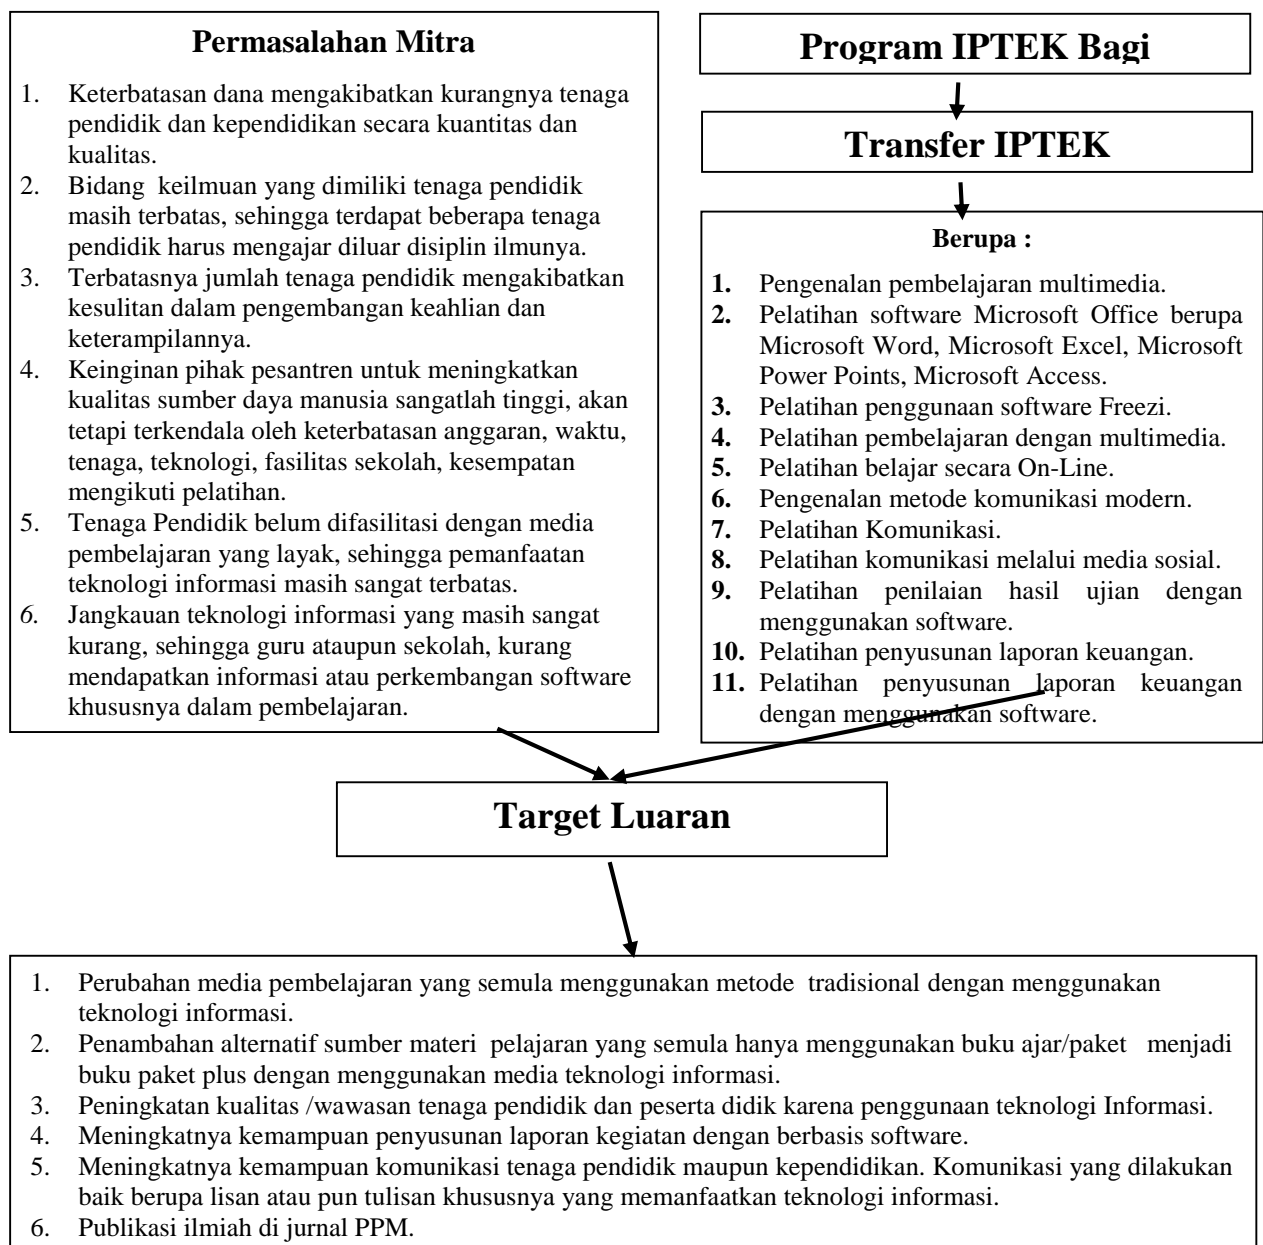 Permasalahan Mitra
1. Keterbatasan dana mengakibatkan kurangnya tenaga
pendidik dan kependidikan secara kuantitas dan
kualitas.
2. Bidang keilmuan yang dimiliki tenaga pendidik
masih terbatas, sehingga terdapat beberapa tenaga
pendidik harus mengajar diluar disiplin ilmunya.
3. Terbatasnya jumlah tenaga pendidik mengakibatkan
kesulitan dalam pengembangan keahlian dan
keterampilannya.
4. Keinginan pihak pesantren untuk meningkatkan
kualitas sumber daya manusia sangatlah tinggi, akan
tetapi terkendala oleh keterbatasan anggaran, waktu,
tenaga, teknologi, fasilitas sekolah, kesempatan
mengikuti pelatihan.
5. Tenaga Pendidik belum difasilitasi dengan media
pembelajaran yang layak, sehingga pemanfaatan
teknologi informasi masih sangat terbatas.
6. Jangkauan teknologi informasi yang masih sangat
kurang, sehingga guru ataupun sekolah, kurang
mendapatkan informasi atau perkembangan software
khususnya dalam pembelajaran.
Program IPTEK Bagi
Transfer IPTEK
Berupa :
1. Pengenalan pembelajaran multimedia.
2. Pelatihan software Microsoft Office berupa
Microsoft Word, Microsoft Excel, Microsoft
Power Points, Microsoft Access.
3. Pelatihan penggunaan software Freezi.
4. Pelatihan pembelajaran dengan multimedia.
5. Pelatihan belajar secara On-Line.
6. Pengenalan metode komunikasi modern.
7. Pelatihan Komunikasi.
8. Pelatihan komunikasi melalui media sosial.
9. Pelatihan penilaian hasil ujian dengan
menggunakan software.
10. Pelatihan penyusunan laporan keuangan.
11. Pelatihan penyusunan laporan keuangan
dengan menggunakan software.
Target Luaran
1. Perubahan media pembelajaran yang semula menggunakan metode tradisional dengan menggunakan
teknologi informasi.
2. Penambahan alternatif sumber materi pelajaran yang semula hanya menggunakan buku ajar/paket menjadi
buku paket plus dengan menggunakan media teknologi informasi.
3. Peningkatan kualitas /wawasan tenaga pendidik dan peserta didik karena penggunaan teknologi Informasi.
4. Meningkatnya kemampuan penyusunan laporan kegiatan dengan berbasis software.
5. Meningkatnya kemampuan komunikasi tenaga pendidik maupun kependidikan. Komunikasi yang dilakukan
baik berupa lisan atau pun tulisan khususnya yang memanfaatkan teknologi informasi.
6. Publikasi ilmiah di jurnal PPM.